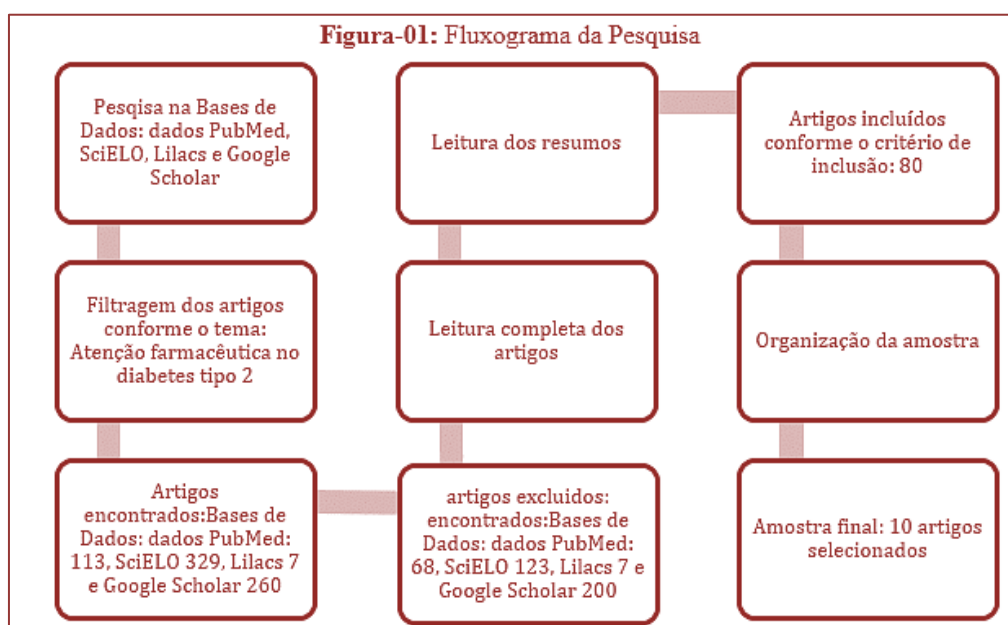 Figura-01: Fluxograma da Pesquisa
Pesquisa na Bases de
Dados: dados PubMed,
SciELO, Lilacs e Google
Scholar
Filtragem dos artigos
conforme o tema:
Atenção farmacêutica no
diabetes tipo 2
Artigos
encontrados:Bases de
Dados: dados PubMed:
113, SciELO 329, Lilacs 7
e Google Scholar 260
artigos excluidos:
encontrados:Bases de
Dados: dados PubMed:
68, SciELO 123, Lilacs 7 e
Google Scholar 200
Leitura completa dos
artigos
Leitura dos resumos
Artigos incluídos
conforme o critério de
inclusão: 80
Organização da amostra
Amostra final: 10 artigos
selecionados